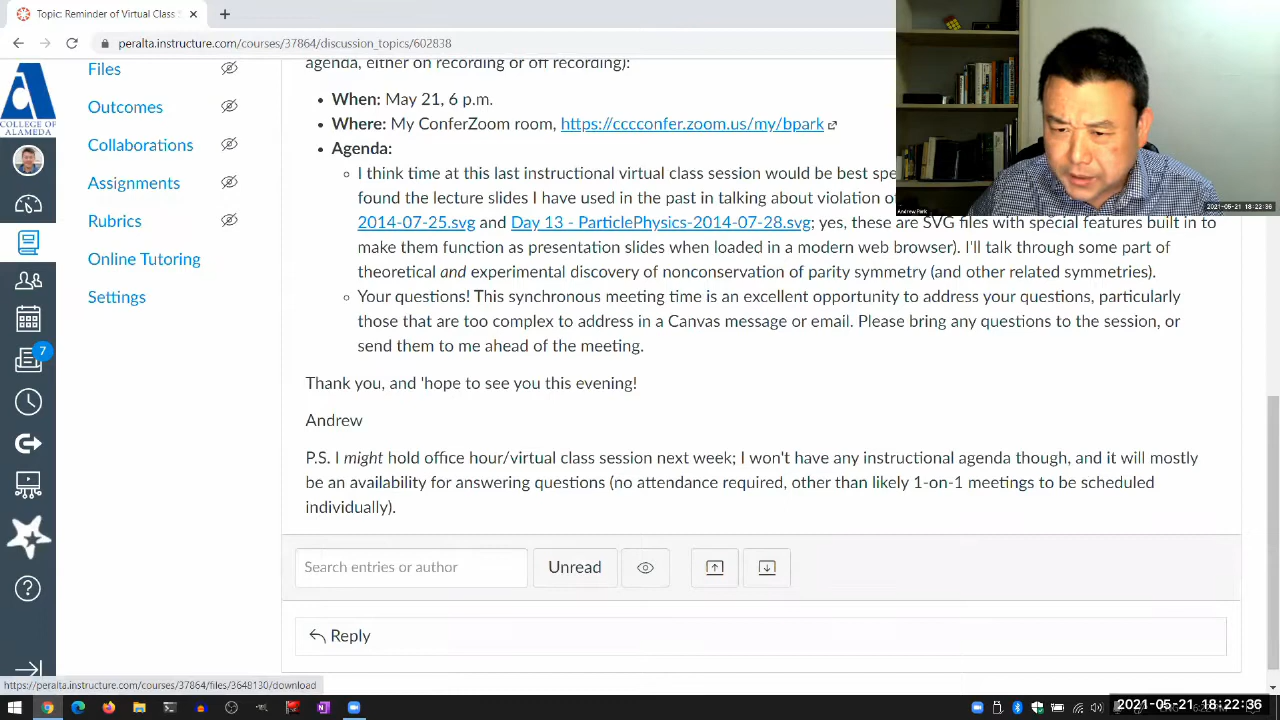 Topic: Reminder of Virtual Class S
peralta.instructure.com/courses/37864/discussion_topics/602838
COLLEGE OF
ALAMEDA
7
Files
Outcomes
Collaborations
Assignments
Rubrics
Online Tutoring
Settings
agenda, either on recording or off recording):
When: May 21, 6 p.m.
Where: My ConferZoom room, https://cccconfer.zoom.us/my/bpark
Agenda:
I think time at this last instructional virtual class session would be best spe
found the lecture slides I have used in the past in talking about violation o
2014-07-25.svg and Day 13 - ParticlePhysics-2014-07-28.svg; yes, these are SVG files with special features built in to
make them function as presentation slides when loaded in a modern web browser). I'll talk through some part of
theoretical and experimental discovery of nonconservation of parity symmetry (and other related symmetries).
Your questions! This synchronous meeting time is an excellent opportunity to address your questions, particularly
those that are too complex to address in a Canvas message or email. Please bring any questions to the session, or
send them to me ahead of the meeting.
Thank you, and 'hope to see you this evening!
Andrew
P.S. I might hold office hour/virtual class session next week; I won't have any instructional agenda though, and it will mostly
be an availability for answering questions (no attendance required, other than likely 1-on-1 meetings to be scheduled
individually).
Search entries or author
Unread
Reply
Andrew Park
2021-05-21 18:22:36
https://peralta.instructure.com/courses/37864/files/3648130/download
2021-05-21 18:22:36